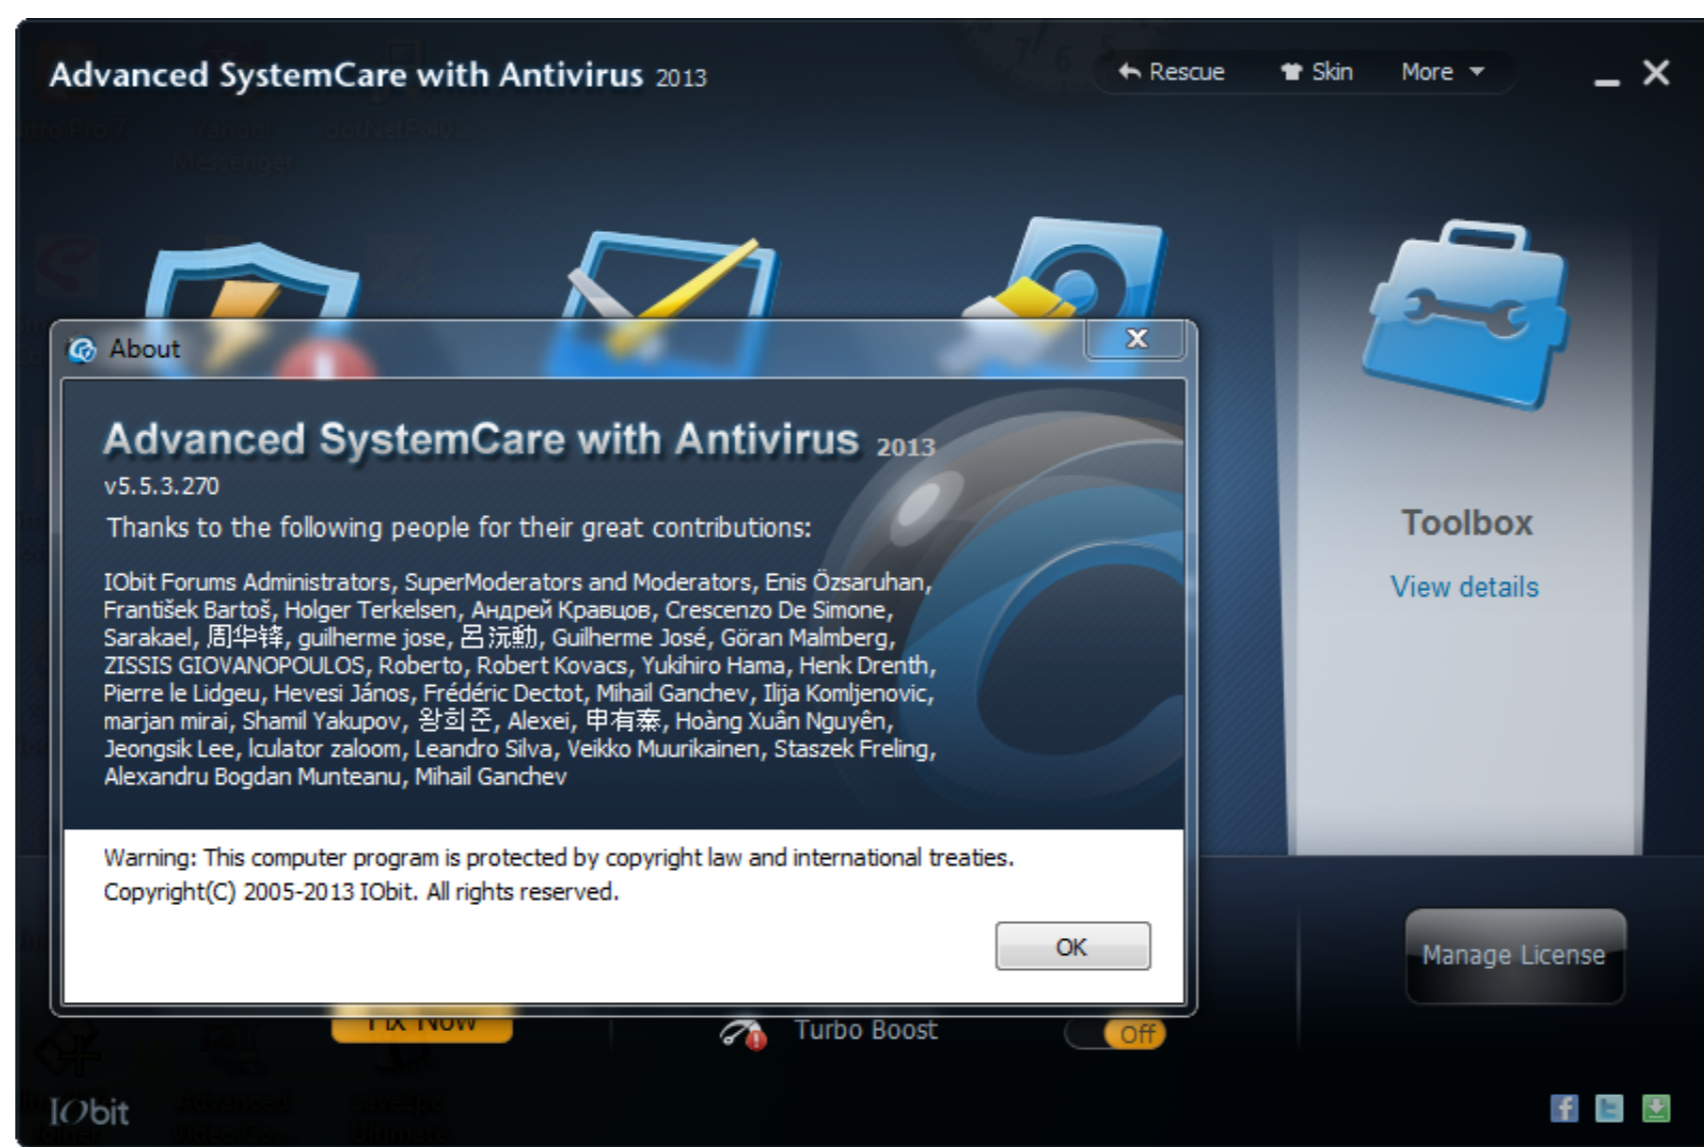 Advanced SystemCare with Antivirus 2013
Rescue
Skin
More
About
X
Advanced SystemCare with Antivirus 2013
v5.5.3.270
Thanks to the following people for their great contributions:
IObit Forums Administrators, SuperModerators and Moderators, Enis Özsaruhan,
František Bartoš, Holger Terkelsen, Андрей Кравцов, Crescenzo De Simone,
Sarakael, 周华锋, guilherme jose, 呂沅勳, Guilherme José, Göran Malmberg,
ZISSIS GIOVANOPOULOS, Roberto, Robert Kovacs, Yukihiro Hama, Henk Drenth,
Pierre le Lidgeu, Hevesi János, Frédéric Dectot, Mihail Ganchev, Ilija Komljenovic,
marjan mirai, Shamil Yakupov, 왕희준, Alexei, 申有秦, Hoàng Xuân Nguyên,
Jeongsik Lee, lculator zaloom, Leandro Silva, Veikko Muurikainen, Staszek Freling,
Alexandru Bogdan Munteanu, Mihail Ganchev
Warning: This computer program is protected by copyright law and international treaties.
Copyright(C) 2005-2013 IObit. All rights reserved.
OK
Toolbox
View details
Manage License
Fix Now
Turbo Boost
Off
IObit